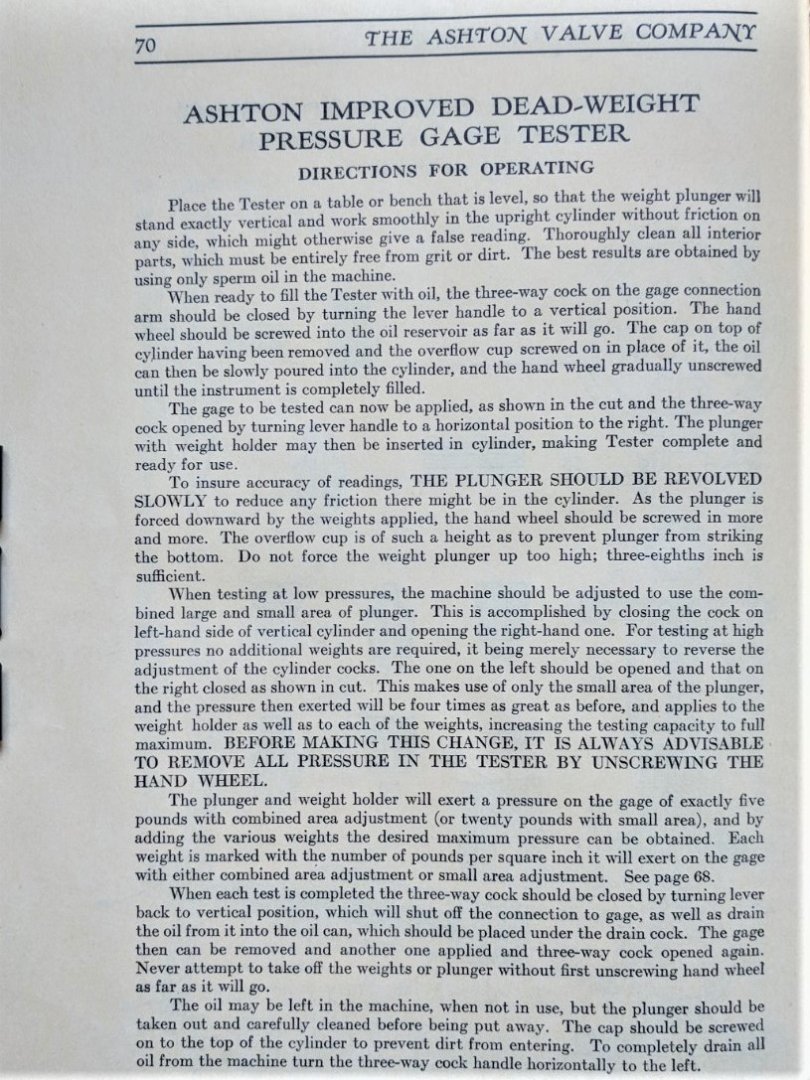 70
THE ASHTON VALVE COMPANY
ASHTON IMPROVED DEAD-WEIGHT
PRESSURE GAGE TESTER
DIRECTIONS FOR OPERATING
Place the Tester on a table or bench that is level, so that the weight plunger will
stand exactly vertical and work smoothly in the upright cylinder without friction on
any side, which might otherwise give a false reading. Thoroughly clean all interior
parts, which must be entirely free from grit or dirt. The best results are obtained by
using only sperm oil in the machine.
When ready to fill the Tester with oil, the three-way cock on the gage connection
arm should be closed by turning the lever handle to a vertical position. The hand
wheel should be screwed into the oil reservoir as far as it will go. The cap on top of
cylinder having been removed and the overflow cup screwed on in place of it, the oil
can then be slowly poured into the cylinder, and the hand wheel gradually unscrewed
until the instrument is completely filled.
The gage to be tested can now be applied, as shown in the cut and the three-way
cock opened by turning lever handle to a horizontal position to the right. The plunger
with weight holder may then be inserted in cylinder, making Tester complete and
ready for use.
To insure accuracy of readings, THE PLUNGER SHOULD BE REVOLVED
SLOWLY to reduce any friction there might be in the cylinder. As the plunger is
forced downward by the weights applied, the hand wheel should be screwed in more
and more. The overflow cup is of such a height as to prevent plunger from striking
the bottom. Do not force the weight plunger up too high; three-eighths inch is
sufficient.
When testing at low pressures, the machine should be adjusted to use the com-
bined large and small area of plunger. This is accomplished by closing the cock on
left-hand side of vertical cylinder and opening the right-hand one. For testing at high
pressures no additional weights are required, it being merely necessary to reverse the
adjustment of the cylinder cocks. The one on the left should be opened and that on
the right closed as shown in cut. This makes use of only the small area of the plunger,
and the pressure then exerted will be four times as great as before, and applies to the
weight holder as well as to each of the weights, increasing the testing capacity to full
maximum. BEFORE MAKING THIS CHANGE, IT IS ALWAYS ADVISABLE
TO REMOVE ALL PRESSURE IN THE TESTER BY UNSCREWING THE
HAND WHEEL.
The plunger and weight holder will exert a pressure on the gage of exactly five
pounds with combined area adjustment (or twenty pounds with small area), and by
adding the various weights the desired maximum pressure can be obtained. Each
weight is marked with the number of pounds per square inch it will exert on the gage
with either combined area adjustment or small area adjustment. See page 68.
When each test is completed the three-way cock should be closed by turning lever
back to vertical position, which will shut off the connection to gage, as well as drain
the oil from it into the oil can, which should be placed under the drain cock. The gage
then can be removed and another one applied and three-way cock opened again.
Never attempt to take off the weights or plunger without first unscrewing hand wheel
as far as it will go.
The oil may be left in the machine, when not in use, but the plunger should be
taken out and carefully cleaned before being put away. The cap should be screwed
on to the top of the cylinder to prevent dirt from entering. To completely drain all
oil from the machine turn the three-way cock handle horizontally to the left.